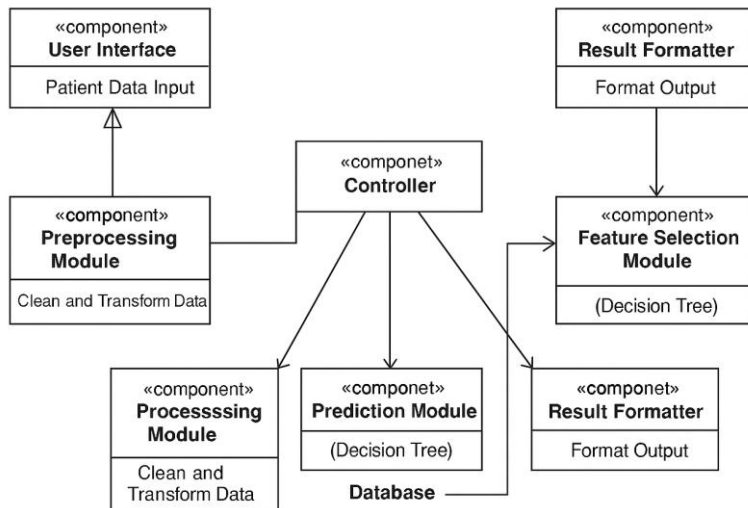 «component»
User Interface
Patient Data Input
«component»
Result Formatter
Format Output
«componet»
Controller
«component»
Preprocessing
Module
Clean and Transform Data
«component»
Feature Selection
Module
(Decision Tree)
«component»
Processssing
Module
Clean and
Transform Data
«componet»
Prediction Module
(Decision Tree)
«componet»
Result Formatter
Format Output
Database